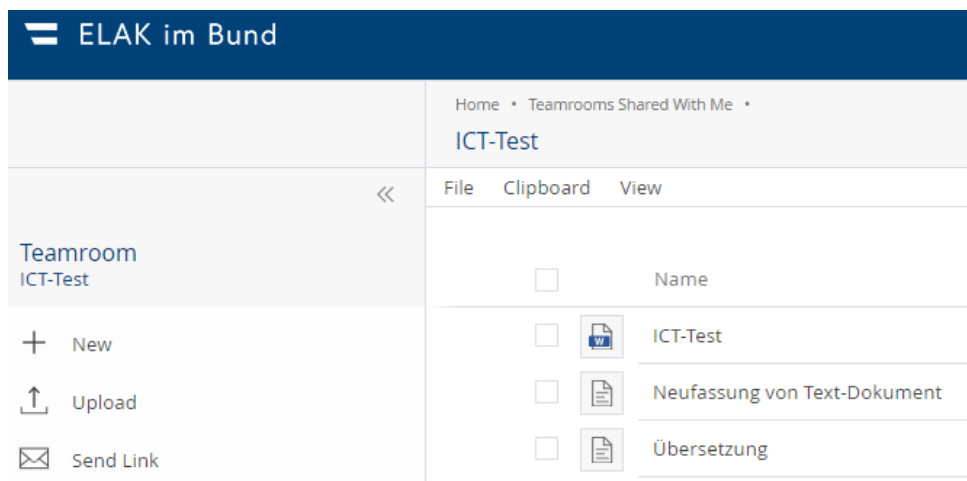 ELAK im Bund
Home • Teamrooms Shared With Me •
ICT-Test
File Clipboard View
Teamroom
ICT-Test
New
Upload
Send Link
Name
W ICT-Test
Neufassung von Text-Dokument
Übersetzung